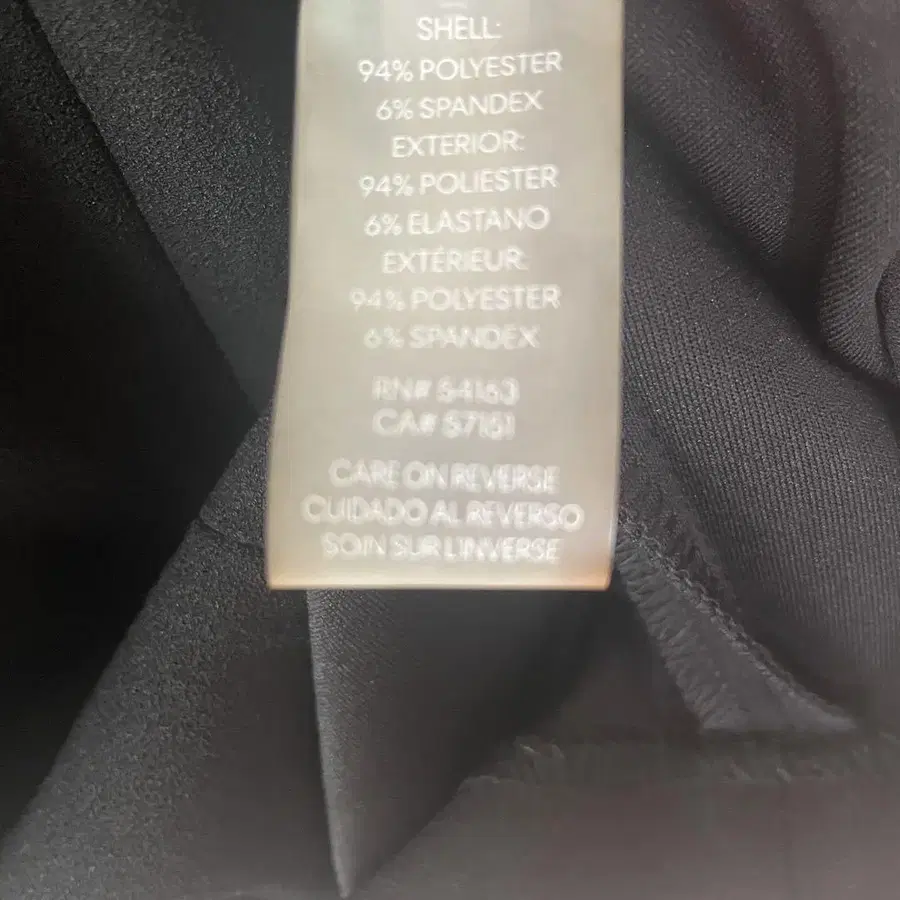 SHELL:
94% POLYESTER
6% SPANDEX
EXTERIOR:
94% POLIESTER
6% ELASTANO
EXTÉRIEUR:
94% POLYESTER
6% SPANDEX
RN# 54163
CA# 57151
CARE ON REVERSE
CUIDADO AL REVERSO
SOIN SUR L'INVERSE